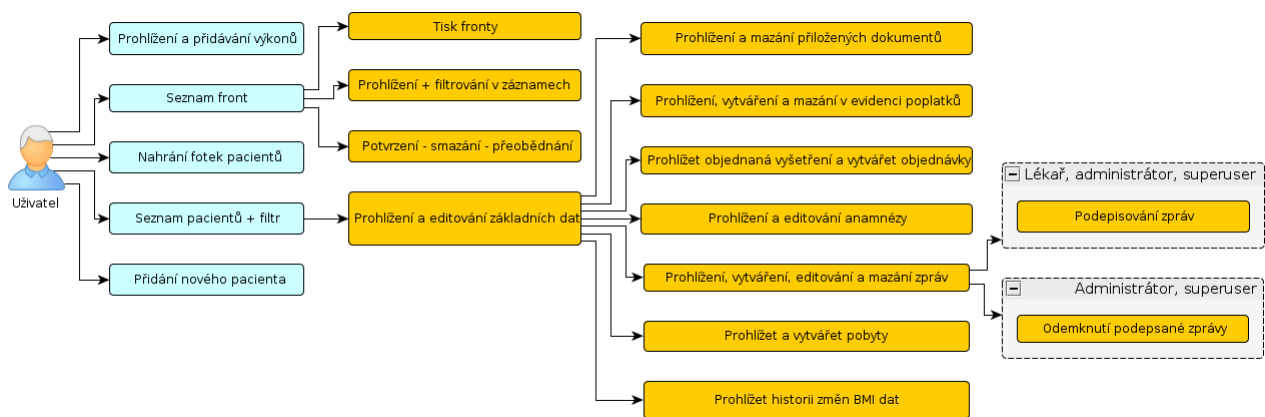 Uživatel
Prohlížení a přidávání výkonů
Seznam front
Nahrání fotek pacientů
Seznam pacientů + filtr
Přidání nového pacienta
Tisk fronty
Prohlížení + filtrování v záznamech
Potvrzení - smazání - přeobědnání
Prohlížení a editování základních dat
Prohlížení a mazání přiložených dokumentů
Prohlížení, vytváření a mazání v evidenci poplatků
Prohlížet objednaná vyšetření a vytvářet objednávky
Prohlížení a editování anamnézy
Prohlížení, vytváření, editování a mazání zpráv
Prohlížet a vytvářet pobyty
Prohlížet historii změn BMI dat
Lékař, administrátor, superuser
Podepisování zpráv
Administrátor, superuser
Odemknutí podepsané zprávy